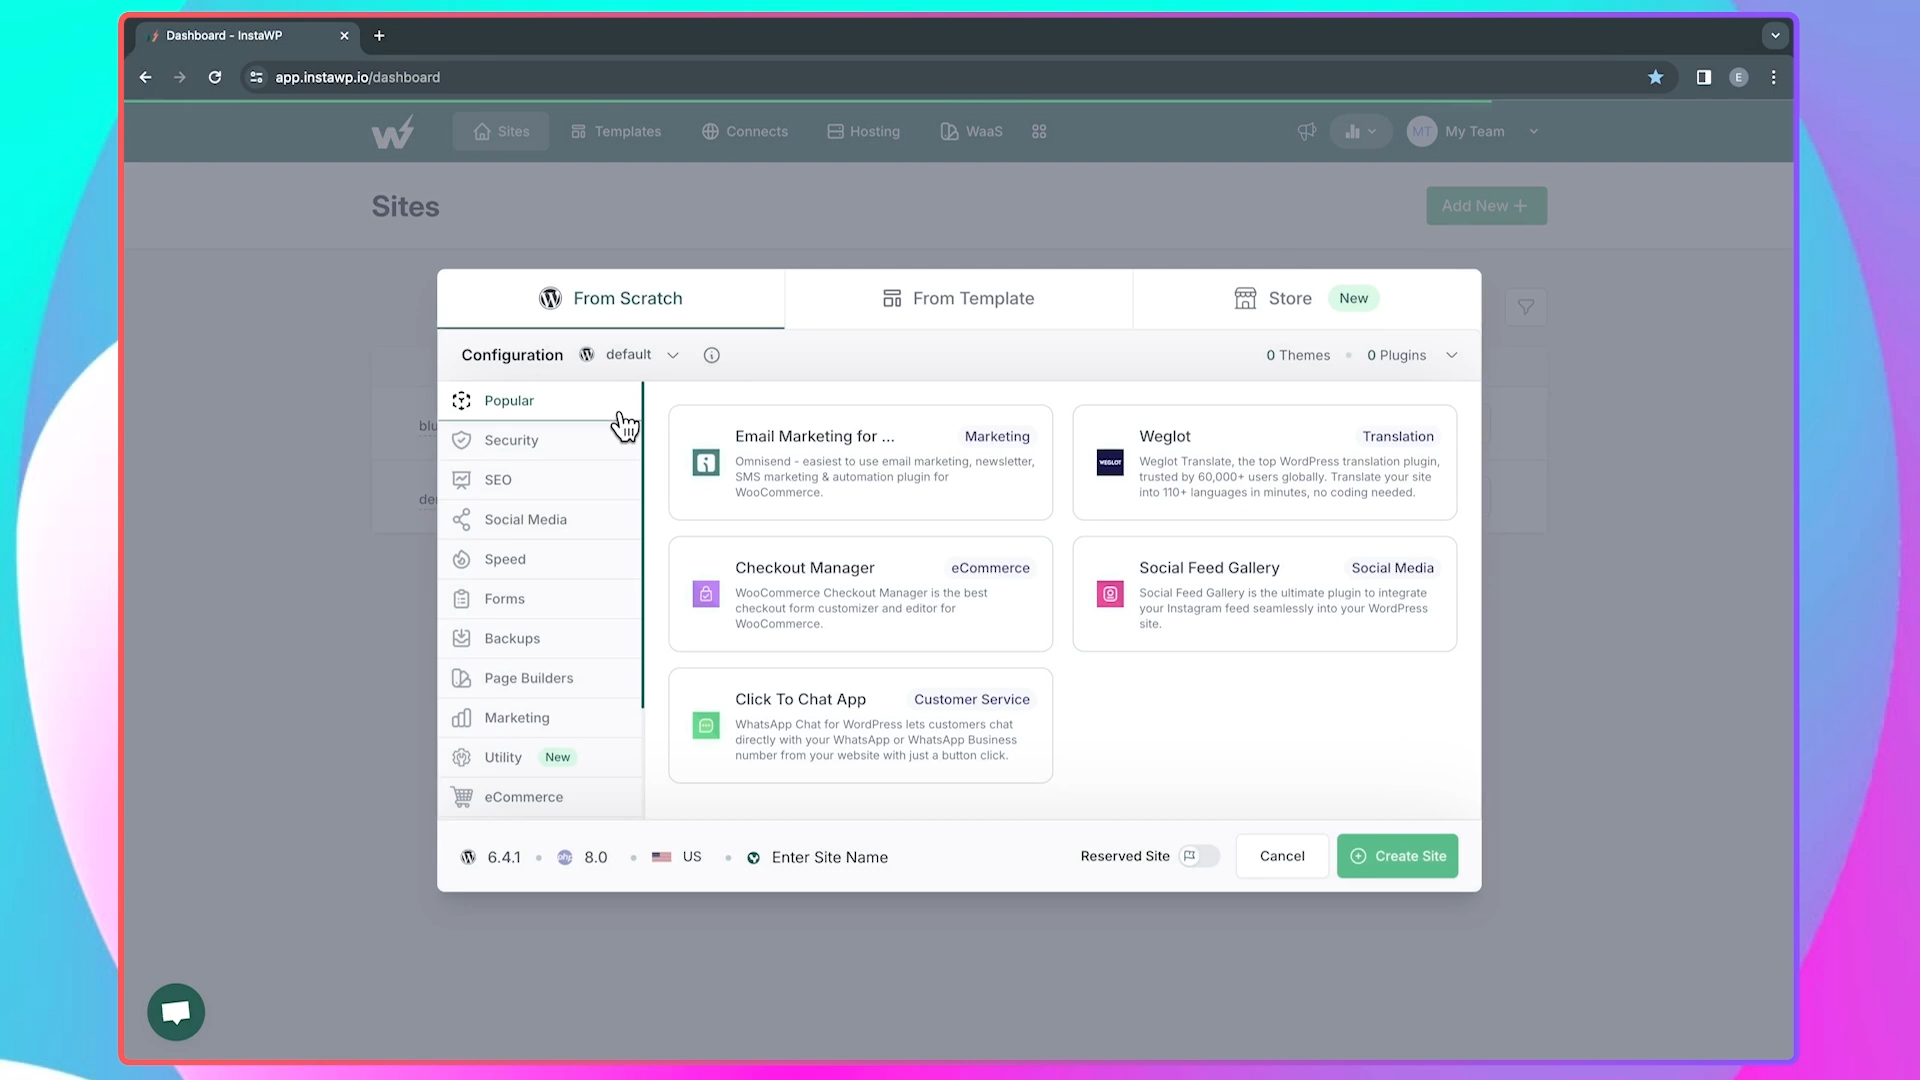 Dashboard - InstaWP
app.instawp.io/dashboard
E
Sites
Templates
Connects
Hosting
WaaS
MT
My Team
Sites
Add New +
From Scratch
From Template
Store
New
Configuration
default
0 Themes
0 Plugins
Popular
Security
SEO
Social Media
Speed
Forms
Backups
Page Builders
Marketing
Utility
New
eCommerce
Email Marketing for ...
Marketing
Omnisend - easiest to use email marketing, newsletter,
SMS marketing & automation plugin for
WooCommerce.
WEGLOT
Weglot
Translation
Weglot Translate, the top WordPress translation plugin,
trusted by 60,000+ users globally. Translate your site
into 110+ languages in minutes, no coding needed.
Checkout Manager
eCommerce
WooCommerce Checkout Manager is the best
checkout form customizer and editor for
WooCommerce.
Social Feed Gallery
Social Media
Social Feed Gallery is the ultimate plugin to integrate
your Instagram feed seamlessly into your WordPress
site.
Click To Chat App
Customer Service
WhatsApp Chat for WordPress lets customers chat
directly with your WhatsApp or WhatsApp Business
number from your website with just a button click.
6.4.1
php
8.0
US
Enter Site Name
Reserved Site
Cancel
Create Site